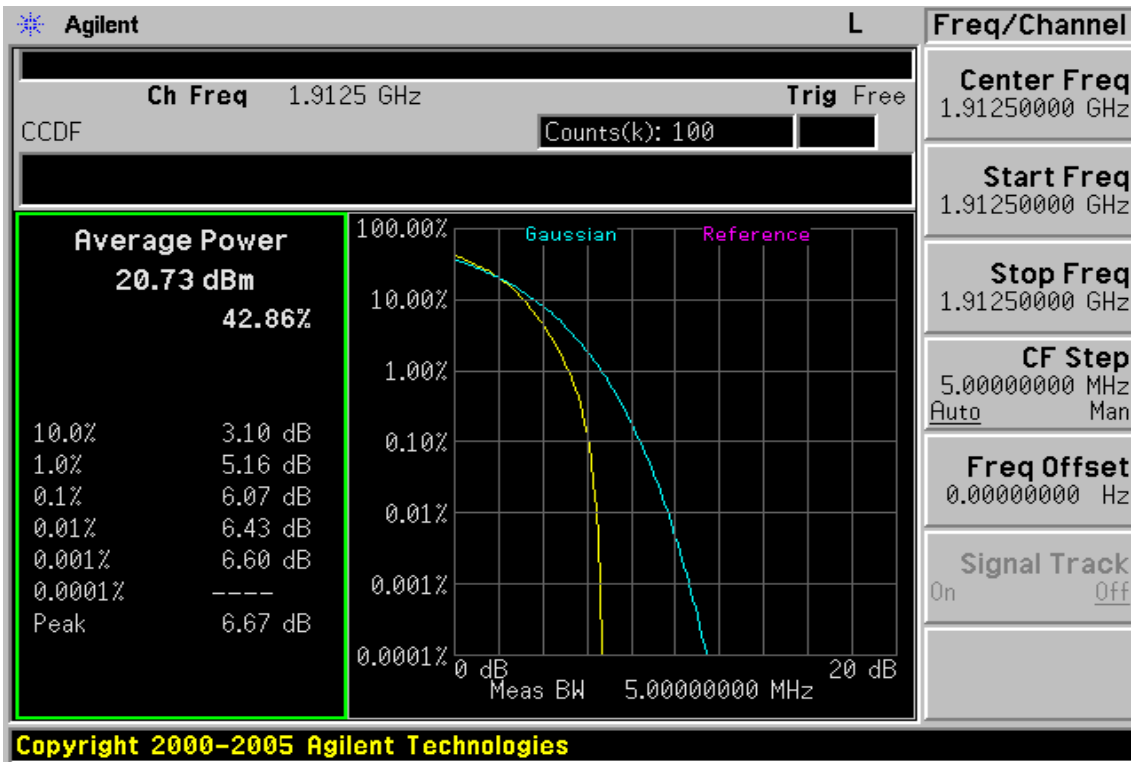 Agilent L
Ch Freq 1.9125 GHz Trig Free
CCDF Counts(k): 100
Average Power
20.73 dBm
42.86%
10.0% 3.10 dB
1.0% 5.16 dB
0.1% 6.07 dB
0.01% 6.43 dB
0.001% 6.60 dB
0.0001% ----
Peak 6.67 dB
Gaussian Reference
100.00%
10.00%
1.00%
0.10%
0.01%
0.001%
0.0001%
0 dB 20 dB
Meas BW 5.00000000 MHz
Freq/Channel
Center Freq
1.91250000 GHz
Start Freq
1.91250000 GHz
Stop Freq
1.91250000 GHz
CF Step
5.00000000 MHz
Auto Man
Freq Offset
0.00000000 Hz
Signal Track
On Off
Copyright 2000-2005 Agilent Technologies